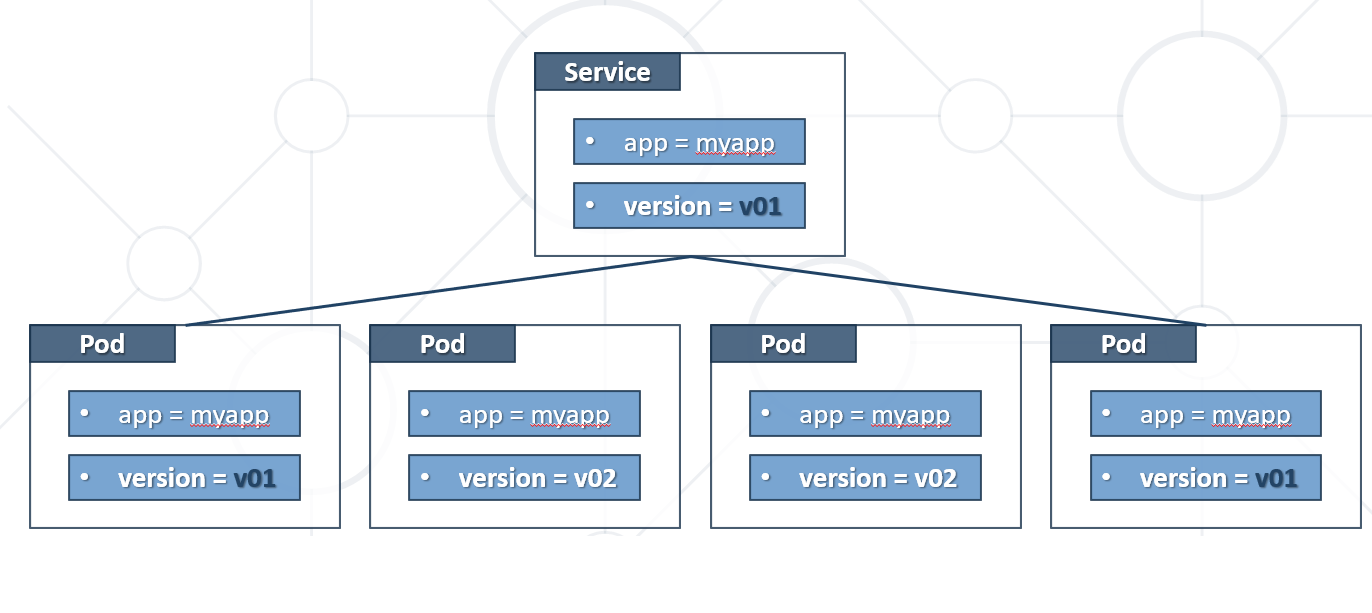 Service
• app = myapp
• version = v01
Pod
• app = myapp
• version = v01
Pod
• app = myapp
• version = v02
Pod
• app = myapp
• version = v02
Pod
• app = myapp
• version = v01